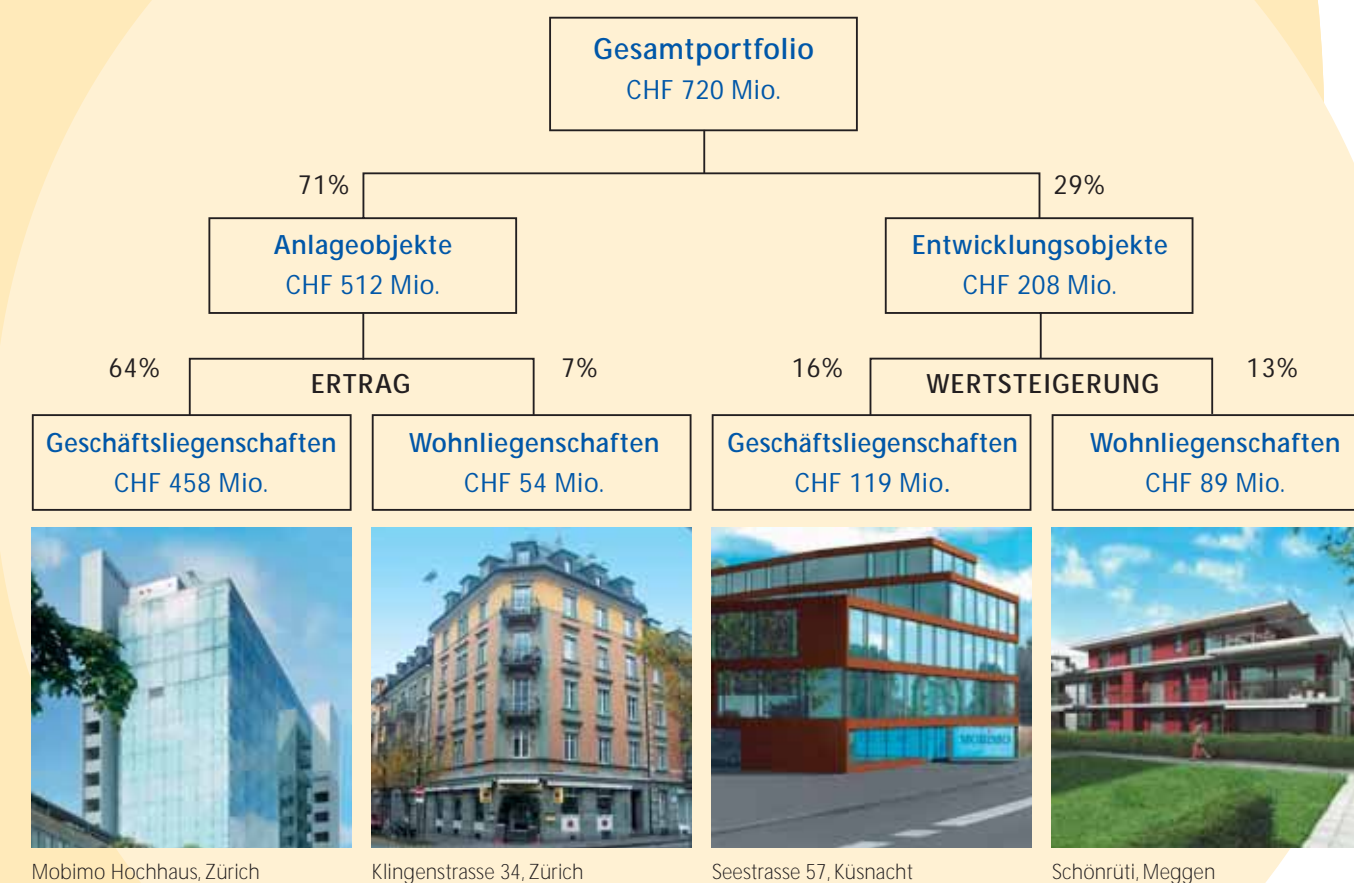 Gesamtportfolio
CHF 720 Mio.
71%
29%
Anlageobjekte
CHF 512 Mio.
Entwicklungsobjekte
CHF 208 Mio.
64%
ERTRAG
7%
16%
WERTSTEIGERUNG
13%
Geschäftsliegenschaften
CHF 458 Mio.
Wohnliegenschaften
CHF 54 Mio.
Geschäftsliegenschaften
CHF 119 Mio.
Wohnliegenschaften
CHF 89 Mio.
MOBIMO
Mobimo Hochhaus, Zürich
Klingenstrasse 34, Zürich
Seestrasse 57, Küsnacht
Schönrüti, Meggen